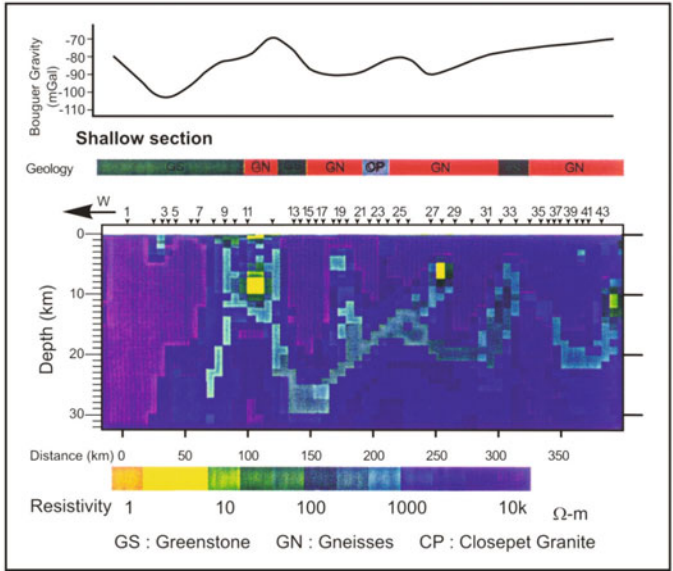 -70
-80
-90
-100
-110
Bouguer Gravity
(mGal)
Shallow section
Geology GS GN GS GN CP GN GS GN
W
1 3 5 7 9 11 13 15 17 19 21 23 25 27 29 31 33 35 37 39 41 43
0
10
20
30
Depth (km)
Distance (km) 0 50 100 150 200 250 300 350
Resistivity 1 10 100 1000 10k Ω-m
GS : Greenstone GN : Gneisses CP : Closepet Granite